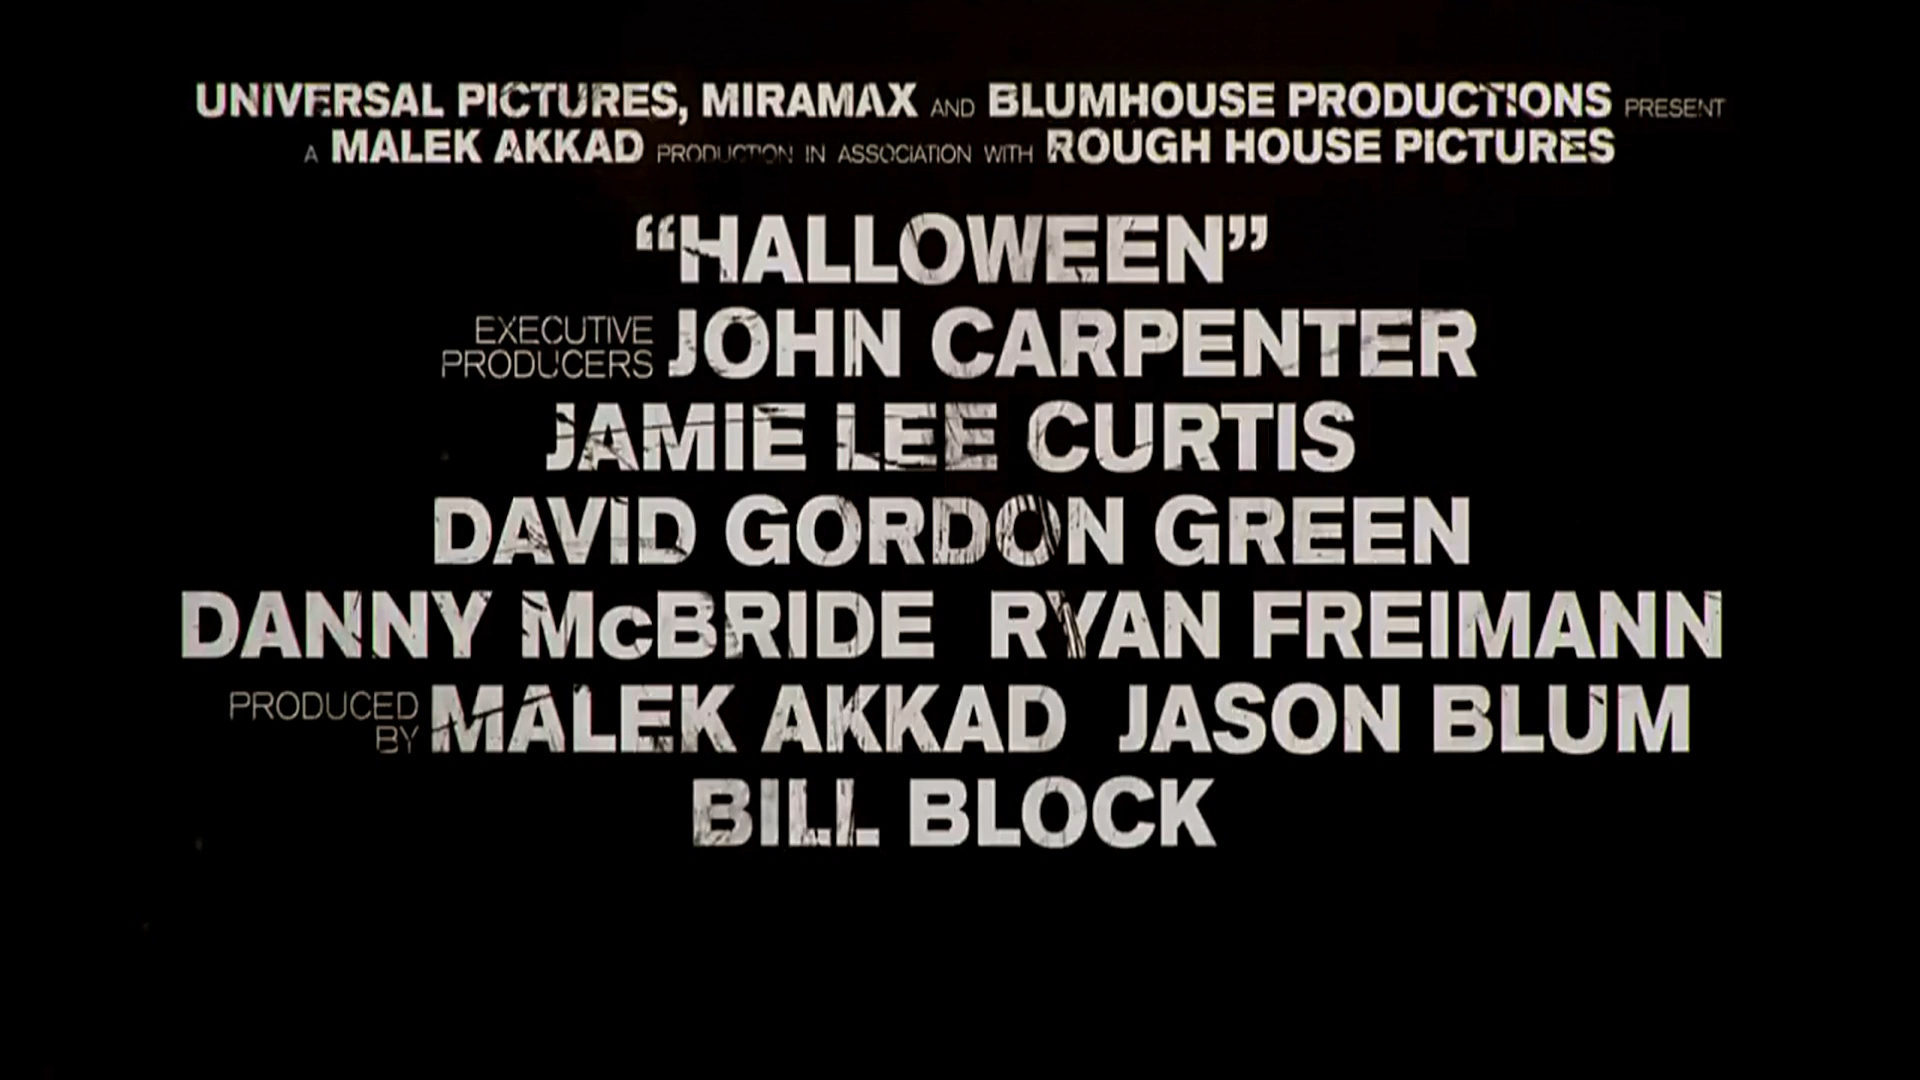 UNIVERSAL PICTURES, MIRAMAX AND BLUMHOUSE PRODUCTIONS PRESENT
A MALEK AKKAD PRODUCTION IN ASSOCIATION WITH ROUGH HOUSE PICTURES
“HALLOWEEN”
EXECUTIVE PRODUCERS JOHN CARPENTER
JAMIE LEE CURTIS
DAVID GORDON GREEN
DANNY McBRIDE RYAN FREIMANN
PRODUCED BY MALEK AKKAD JASON BLUM
BILL BLOCK